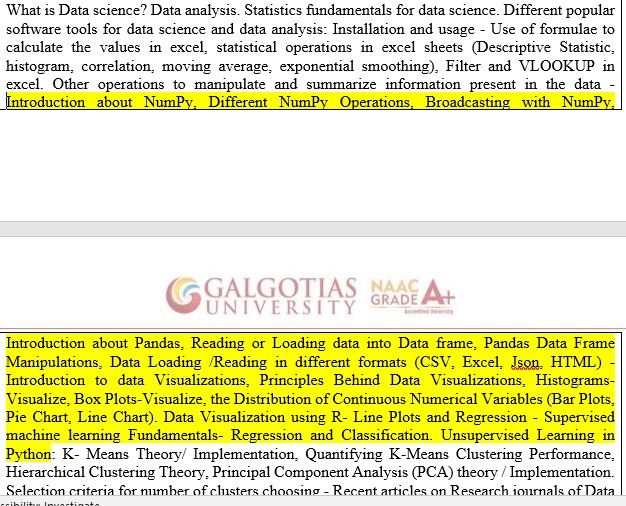 What is Data science? Data analysis. Statistics fundamentals for data science. Different popular
software tools for data science and data analysis: Installation and usage - Use of formulae to
calculate the values in excel, statistical operations in excel sheets (Descriptive Statistic,
histogram, correlation, moving average, exponential smoothing), Filter and VLOOKUP in
excel. Other operations to manipulate and summarize information present in the data -
Introduction about NumPy, Different NumPy Operations, Broadcasting with NumPy,
GALGOTIAS
UNIVERSITY
NAAC
GRADE A+
Accredited University
Introduction about Pandas, Reading or Loading data into Data frame, Pandas Data Frame
Manipulations, Data Loading /Reading in different formats (CSV, Excel, Json, HTML) -
Introduction to data Visualizations, Principles Behind Data Visualizations, Histograms-
Visualize, Box Plots-Visualize, the Distribution of Continuous Numerical Variables (Bar Plots,
Pie Chart, Line Chart). Data Visualization using R- Line Plots and Regression - Supervised
machine learning Fundamentals- Regression and Classification. Unsupervised Learning in
Python: K- Means Theory/ Implementation, Quantifying K-Means Clustering Performance,
Hierarchical Clustering Theory, Principal Component Analysis (PCA) theory / Implementation.
Selection criteria for number of clusters choosing - Recent articles on Research journals of Data
ssibility: Investigate